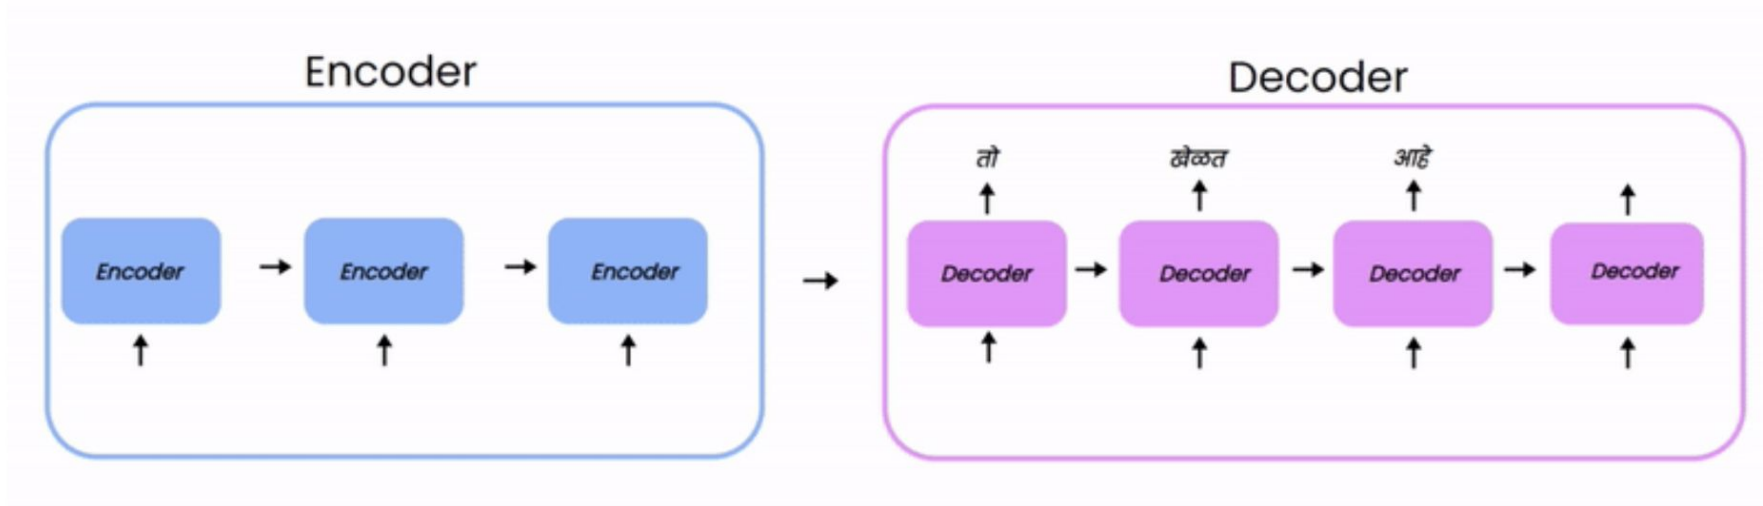 Encoder
Decoder
तो
खेळत
आहे
Encoder
Encoder
Encoder
Decoder
Decoder
Decoder
Decoder